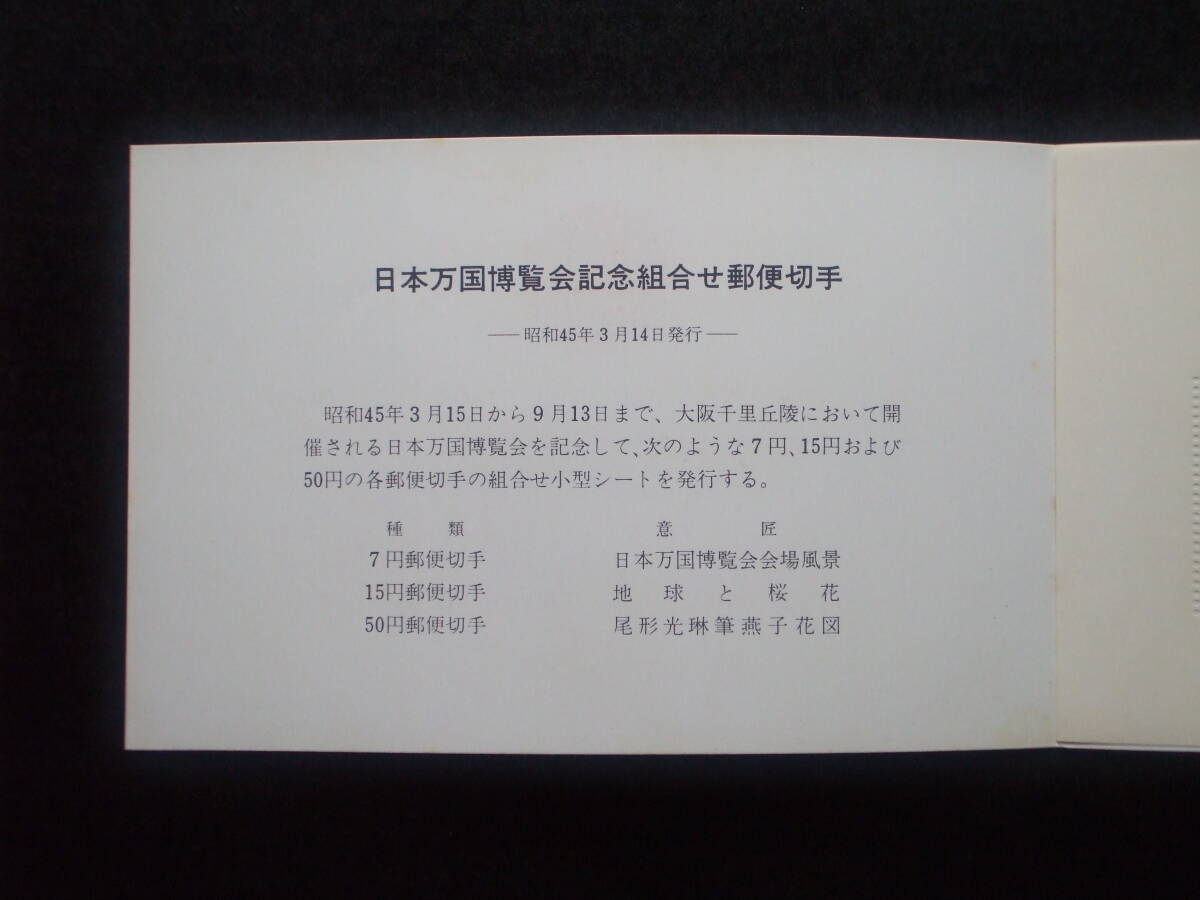 日本万国博覧会記念組合せ郵便切手
――昭和45年3月14日発行――
昭和45年3月15日から9月13日まで、大阪千里丘陵において開
催される日本万国博覧会を記念して、次のような7円、15円および
50円の各郵便切手の組合せ小型シートを発行する。
種類 意匠
7円郵便切手 日本万国博覧会会場風景
15円郵便切手 地球と桜花
50円郵便切手 尾形光琳筆燕子花図